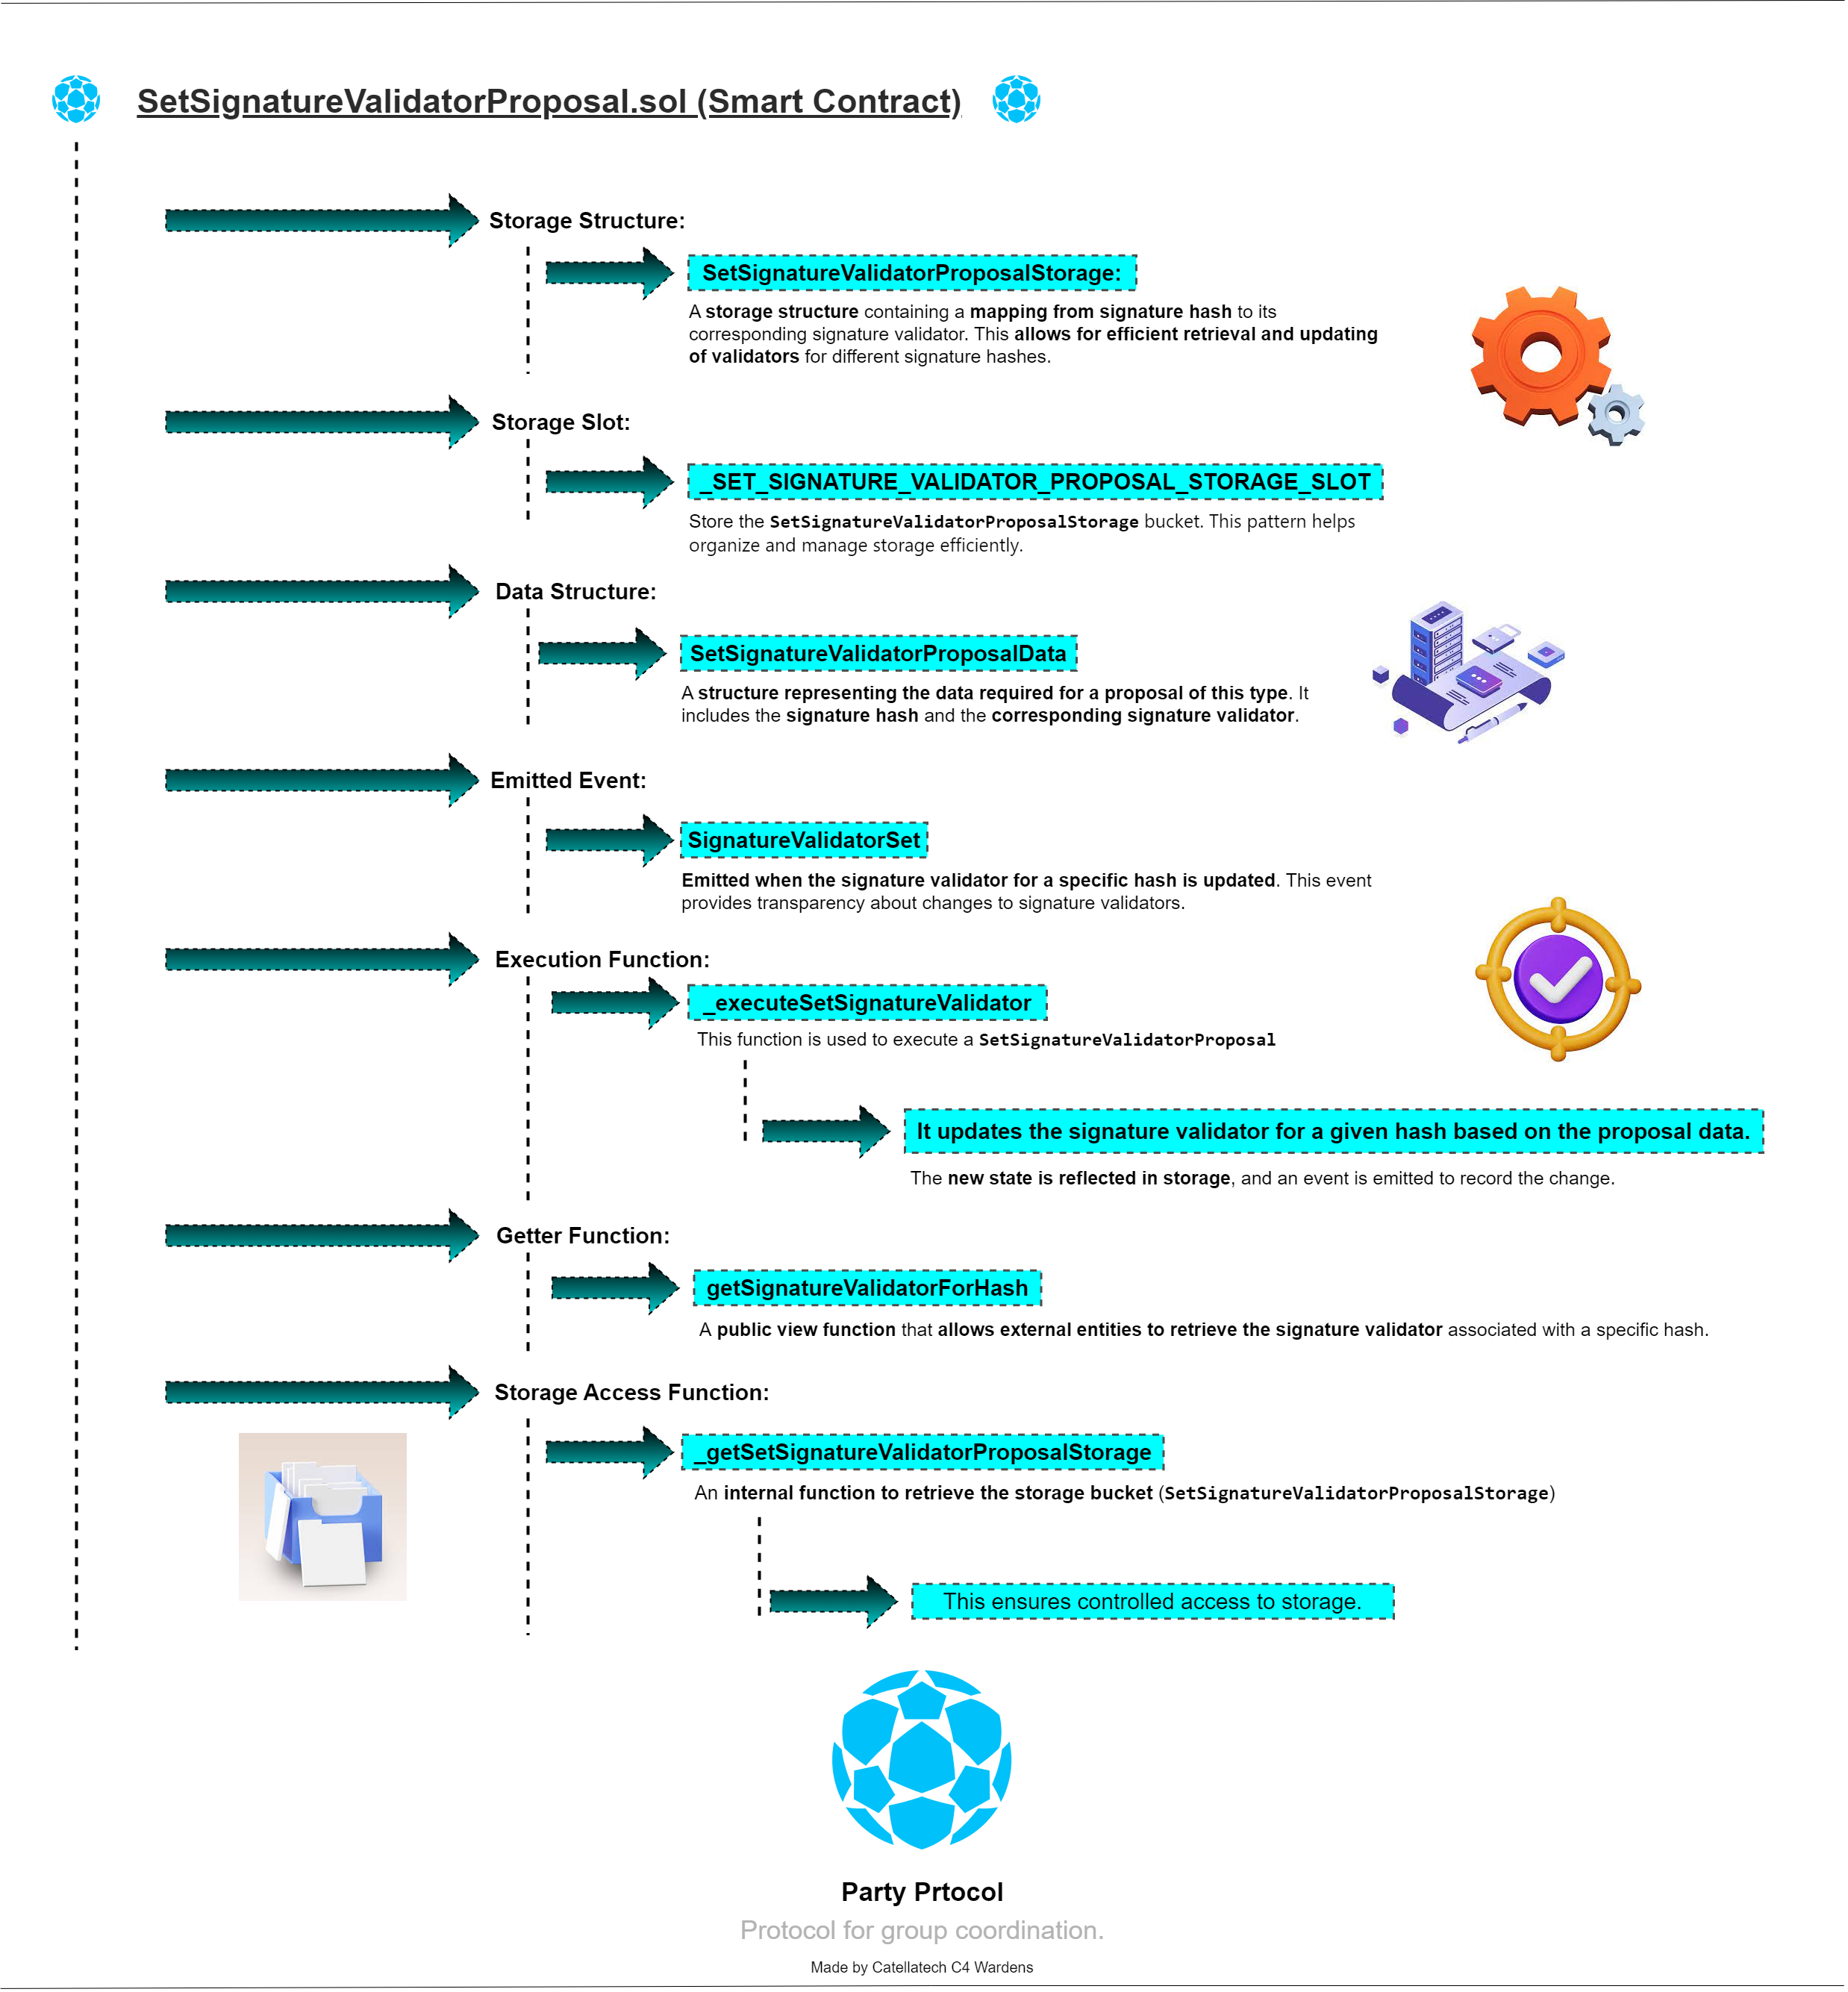 SetSignatureValidatorProposal.sol (Smart Contract)
Storage Structure:
SetSignatureValidatorProposalStorage:
A storage structure containing a mapping from signature hash to its
corresponding signature validator. This allows for efficient retrieval and updating
of validators for different signature hashes.
Storage Slot:
_SET_SIGNATURE_VALIDATOR_PROPOSAL_STORAGE_SLOT
Store the SetSignatureValidatorProposalStorage bucket. This pattern helps
organize and manage storage efficiently.
Data Structure:
SetSignatureValidatorProposalData
A structure representing the data required for a proposal of this type. It
includes the signature hash and the corresponding signature validator.
Emitted Event:
SignatureValidatorSet
Emitted when the signature validator for a specific hash is updated. This event
provides transparency about changes to signature validators.
Execution Function:
_executeSetSignatureValidator
This function is used to execute a SetSignatureValidatorProposal
It updates the signature validator for a given hash based on the proposal data.
The new state is reflected in storage, and an event is emitted to record the change.
Getter Function:
getSignatureValidatorForHash
A public view function that allows external entities to retrieve the signature validator associated with a specific hash.
Storage Access Function:
_getSetSignatureValidatorProposalStorage
An internal function to retrieve the storage bucket (SetSignatureValidatorProposalStorage)
This ensures controlled access to storage.
Party Prtocol
Protocol for group coordination.
Made by Catellatech C4 Wardens